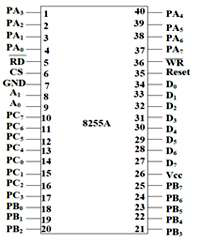 PA₃ 1 40 PA₄
PA₂ 2 39 PA₅
PA₁ 3 38 PA₆
PA₀ 4 37 PA₇
RD 5 36 WR
CS 6 35 Reset
GND 7 34 D₀
A₁ 8 33 D₁
A₀ 9 32 D₂
PC₇ 10 31 D₃
PC₆ 11 8255A 30 D₄
PC₅ 12 29 D₅
PC₄ 13 28 D₆
PC₀ 14 27 D₇
PC₁ 15 26 Vcc
PC₂ 16 25 PB₇
PC₃ 17 24 PB₆
PB₀ 18 23 PB₅
PB₁ 19 22 PB₄
PB₂ 20 21 PB₃